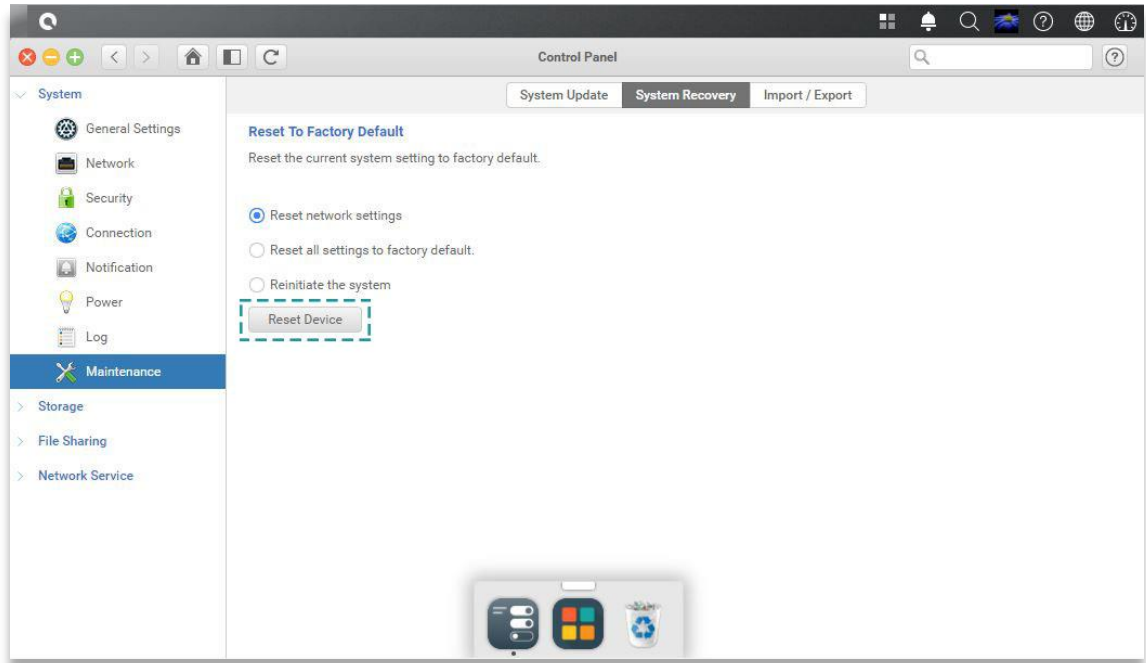 Control Panel
System
General Settings
Network
Security
Connection
Notification
Power
Log
Maintenance
Storage
File Sharing
Network Service
System Update
System Recovery
Import / Export
Reset To Factory Default
Reset the current system setting to factory default.
Reset network settings
Reset all settings to factory default.
Reinitiate the system
Reset Device